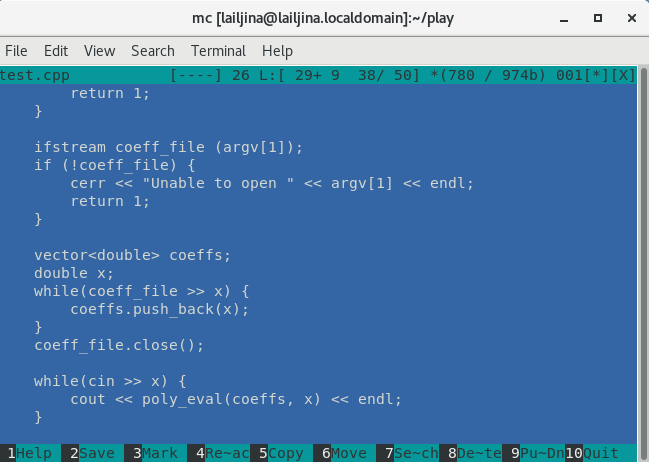 mc [lailjina@lailjina.localdomain]:~/play
File Edit View Search Terminal Help
test.cpp [----] 26 L:[ 29+ 9 38/ 50] *(780 / 974b) 001[*][X]
return 1;
}
ifstream coeff_file (argv[1]);
if (!coeff_file) {
cerr << "Unable to open " << argv[1] << endl;
return 1;
}
vector<double> coeffs;
double x;
while(coeff_file >> x) {
coeffs.push_back(x);
}
coeff_file.close();
while(cin >> x) {
cout << poly_eval(coeffs, x) << endl;
}
1Help 2Save 3Mark 4Re~ac 5Copy 6Move 7Se~ch 8De~te 9Pu~Dn 10Quit